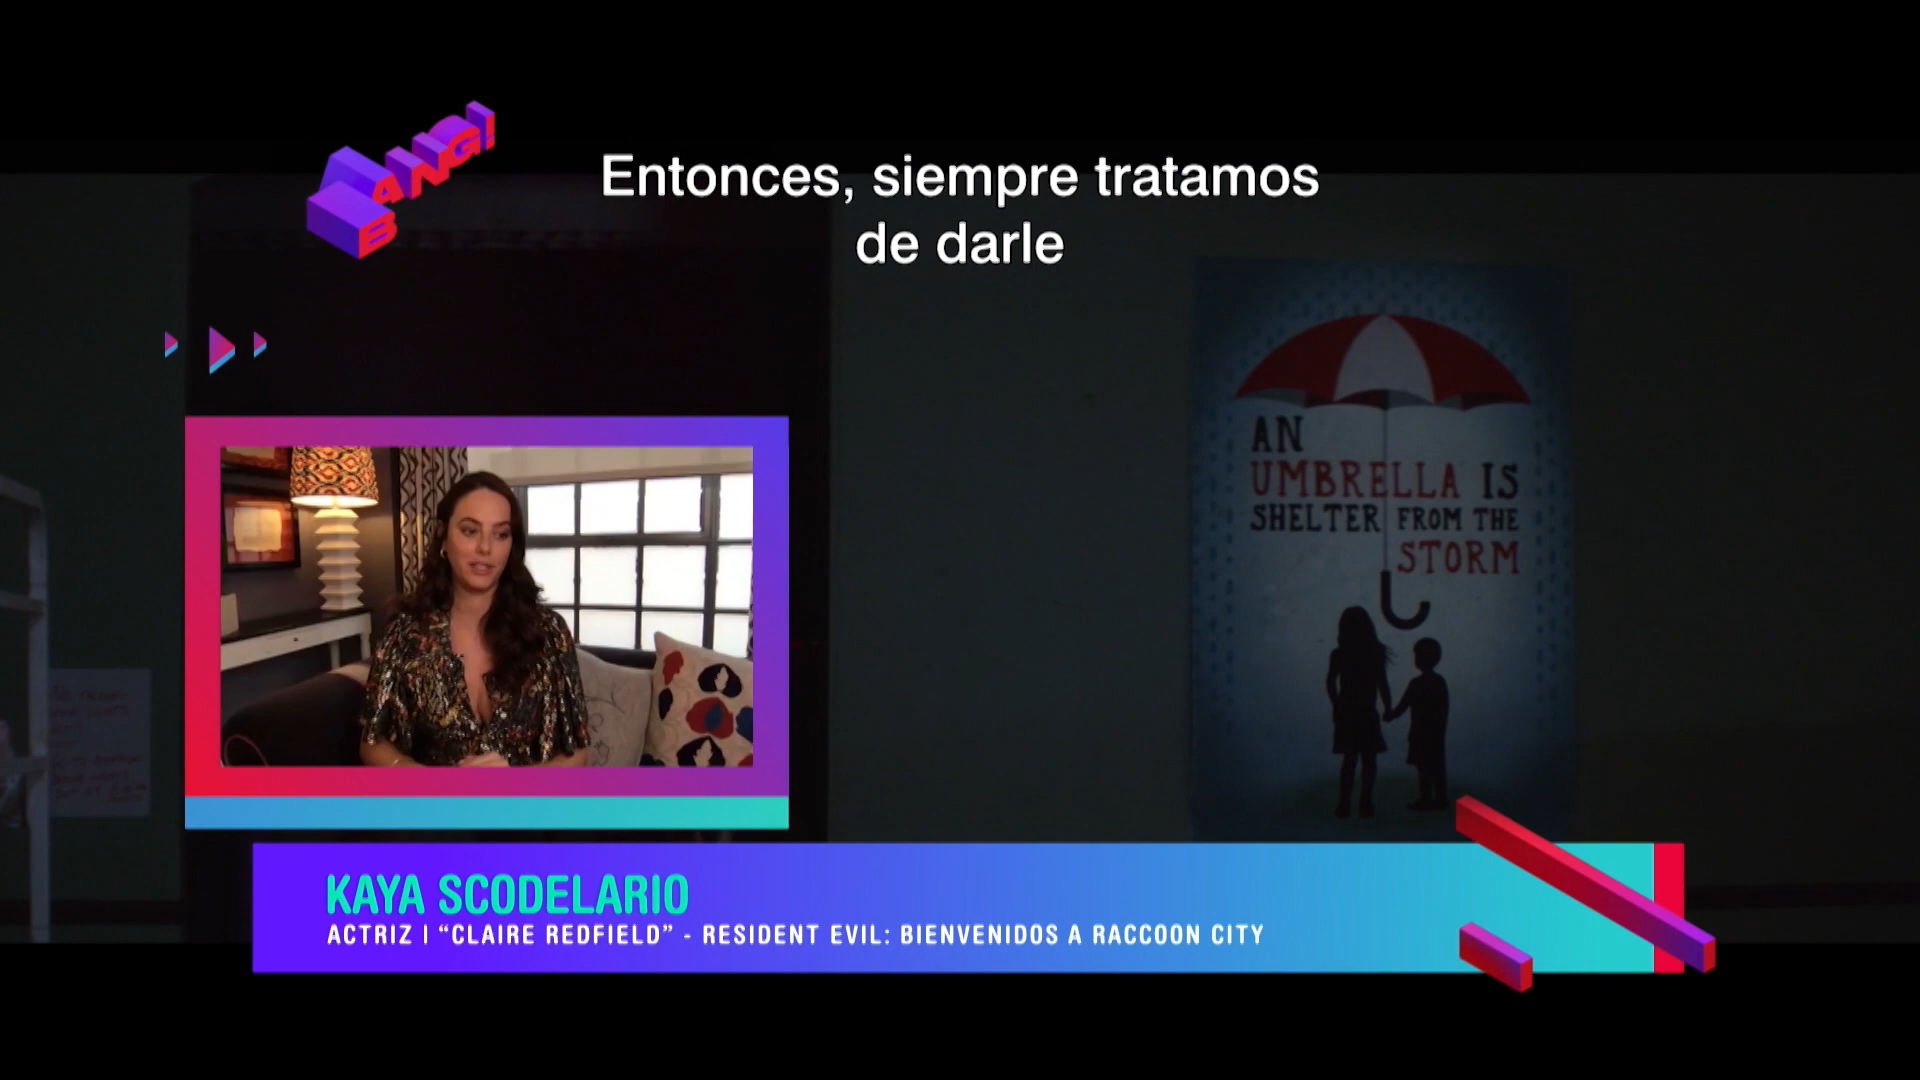 BANG!
Entonces, siempre tratamos
de darle
AN
UMBRELLA IS
SHELTER FROM THE
STORM
KAYA SCODELARIO
ACTRIZ | “CLAIRE REDFIELD” - RESIDENT EVIL: BIENVENIDOS A RACCOON CITY